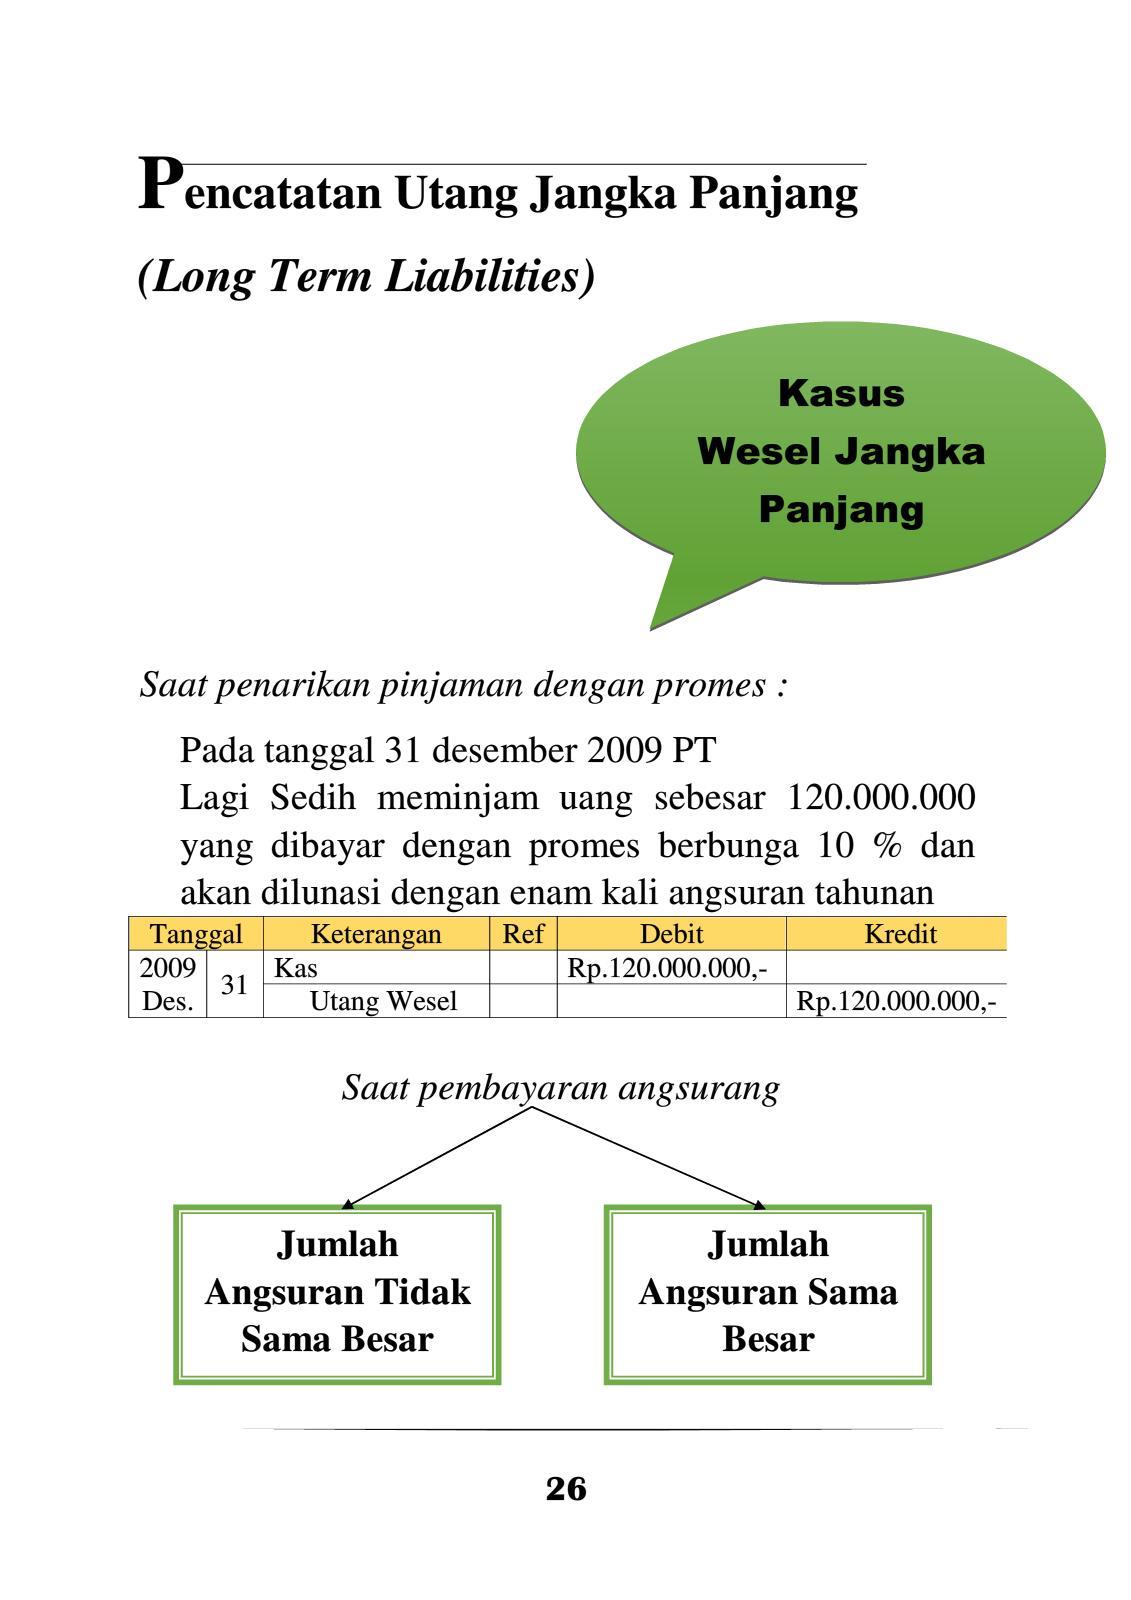 Pencatatan Utang Jangka Panjang
(Long Term Liabilities)
Kasus
Wesel Jangka
Panjang
Saat penarikan pinjaman dengan promes :
Pada tanggal 31 desember 2009 PT
Lagi Sedih meminjam uang sebesar 120.000.000
yang dibayar dengan promes berbunga 10 % dan
akan dilunasi dengan enam kali angsuran tahunan
Tanggal Keterangan Ref Debit Kredit
2009 31 Kas Rp.120.000.000,-
Des. Utang Wesel Rp.120.000.000,-
Saat pembayaran angsurang
Jumlah
Angsuran Tidak
Sama Besar
Jumlah
Angsuran Sama
Besar
26